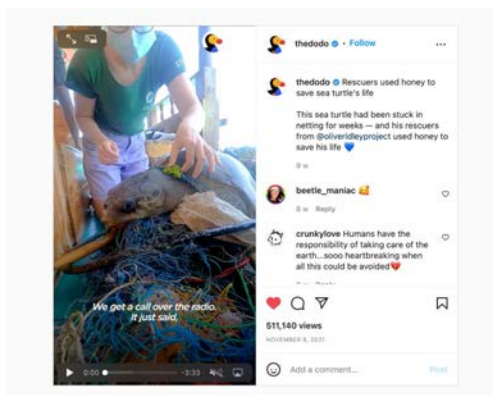 thedodo • Follow
thedodo Rescuers used honey to
save sea turtle's life
This sea turtle had been stuck in
netting for weeks — and his rescuers
from @oliveridleyproject used honey to
save his life 💙
9 w
beetle_maniac 🥰
8 w Reply
crunkylove Humans have the
responsibility of taking care of the
earth...sooo heartbreaking when
all this could be avoided❤️
We get a call over the radio.
It just said,
0:00
-3:33
511,140 views
NOVEMBER 8, 2021
Add a comment...
Post